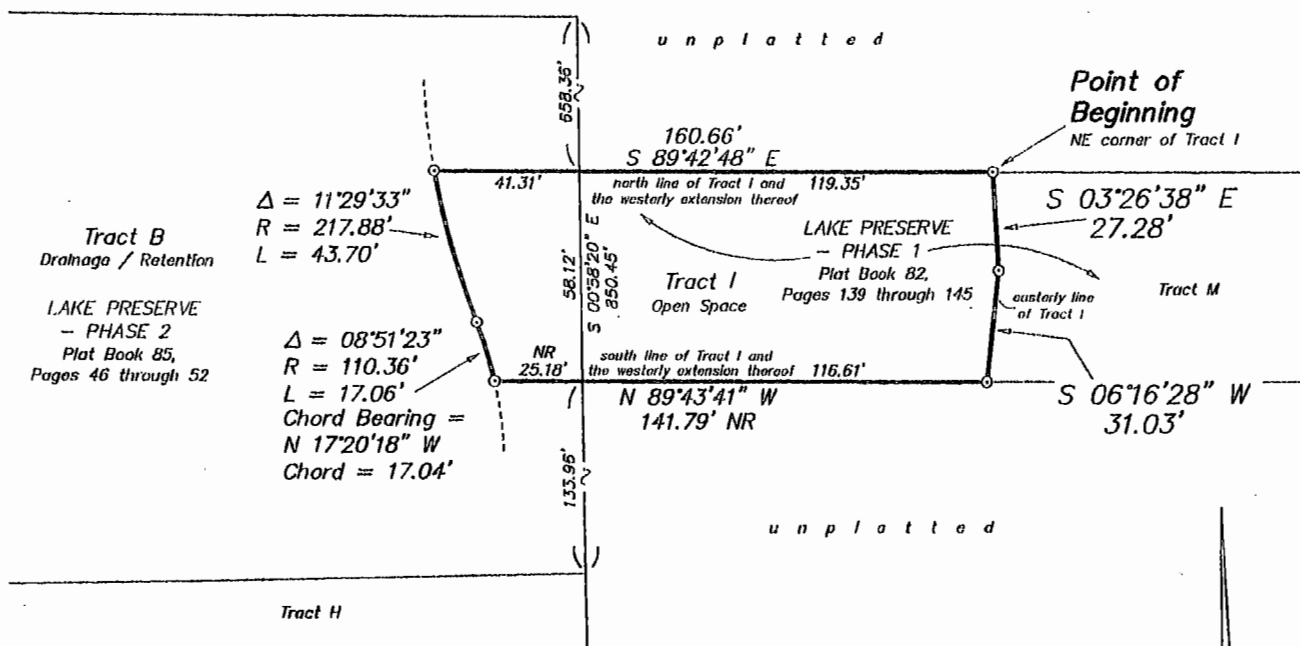 u n p l a t t e d
658.36'
Point of
Beginning
NE corner of Tract I
160.66'
S 89°42'48" E
41.31'
north line of Tract I and
the westerly extension thereof
119.35'
S 03°26'38" E
27.28'
Δ = 11°29'33"
R = 217.88'
L = 43.70'
Tract B
Drainage / Retention
LAKE PRESERVE
- PHASE 2
Plat Book 85,
Pages 46 through 52
58.12'
S 00°58'20" E
850.45'
Tract I
Open Space
LAKE PRESERVE
- PHASE 1
Plat Book 82,
Pages 139 through 145
easterly line
of Tract I
Tract M
Δ = 08°51'23"
R = 110.36'
L = 17.06'
Chord Bearing =
N 17°20'18" W
Chord = 17.04'
NR
25.18'
south line of Tract I and
the westerly extension thereof
116.61'
N 89°43'41" W
141.79' NR
S 06°16'28" W
31.03'
133.95'
u n p l a t t e d
Tract H